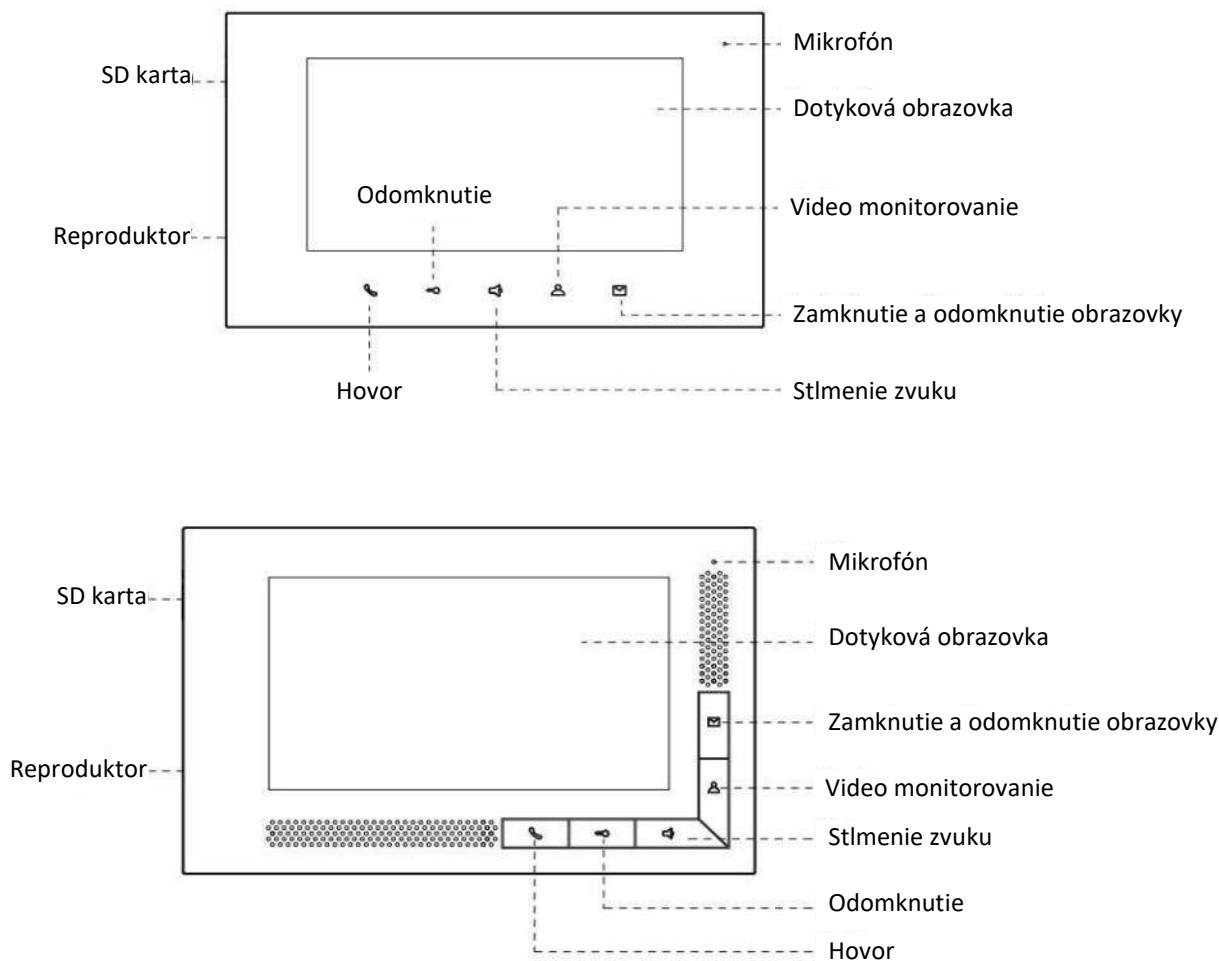 Mikrofón
SD karta
Dotyková obrazovka
Odomknutie
Video monitorovanie
Reproduktor
Zamknutie a odomknutie obrazovky
Hovor
Stlmenie zvuku
Mikrofón
SD karta
Dotyková obrazovka
Zamknutie a odomknutie obrazovky
Reproduktor
Video monitorovanie
Stlmenie zvuku
Odomknutie
Hovor